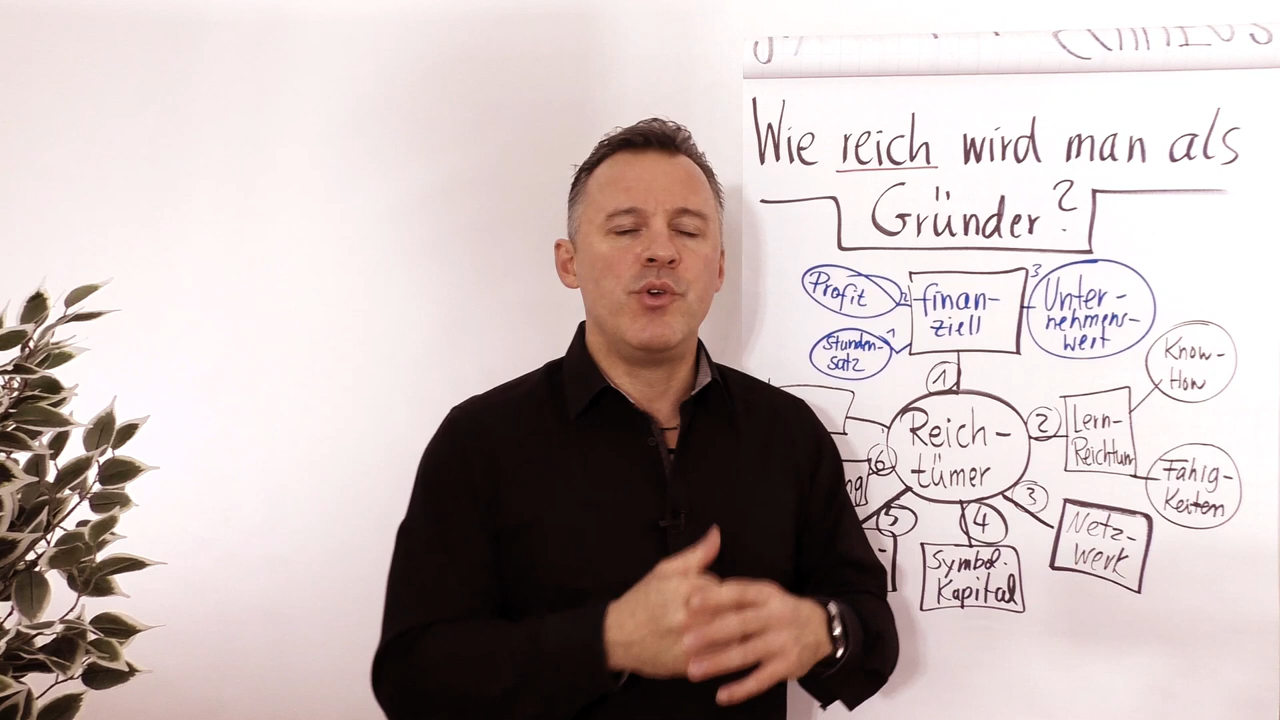 Wie reich wird man als
Gründer?
Profit
2
finan-
ziell
3
Unter-
nehmens-
wert
Stunden-
satz
1
1
Know-
How
Reich-
tümer
2
Lern-
Reichtum
Fähig-
keiten
6
ng
5
4
3
Symbol-
Kapital
Netz-
werk